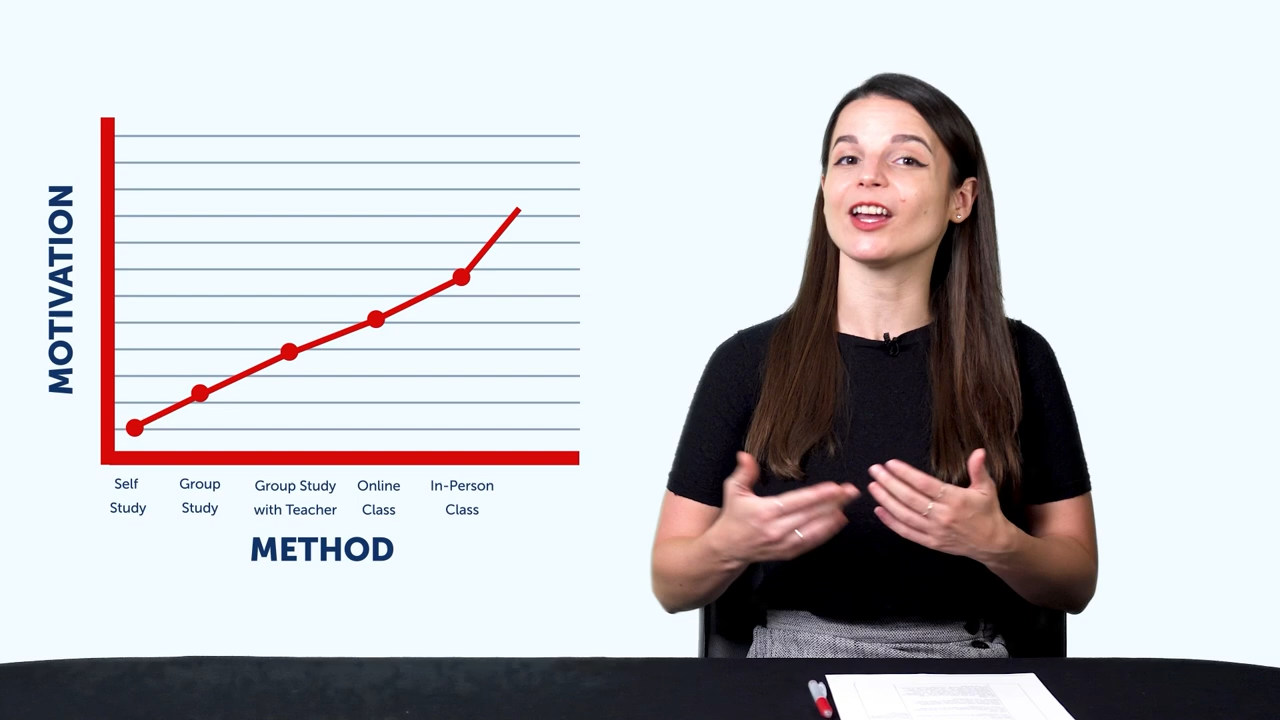 MOTIVATION
Self
Study
Group
Study
Group Study
with Teacher
Online
Class
In-Person
Class
METHOD